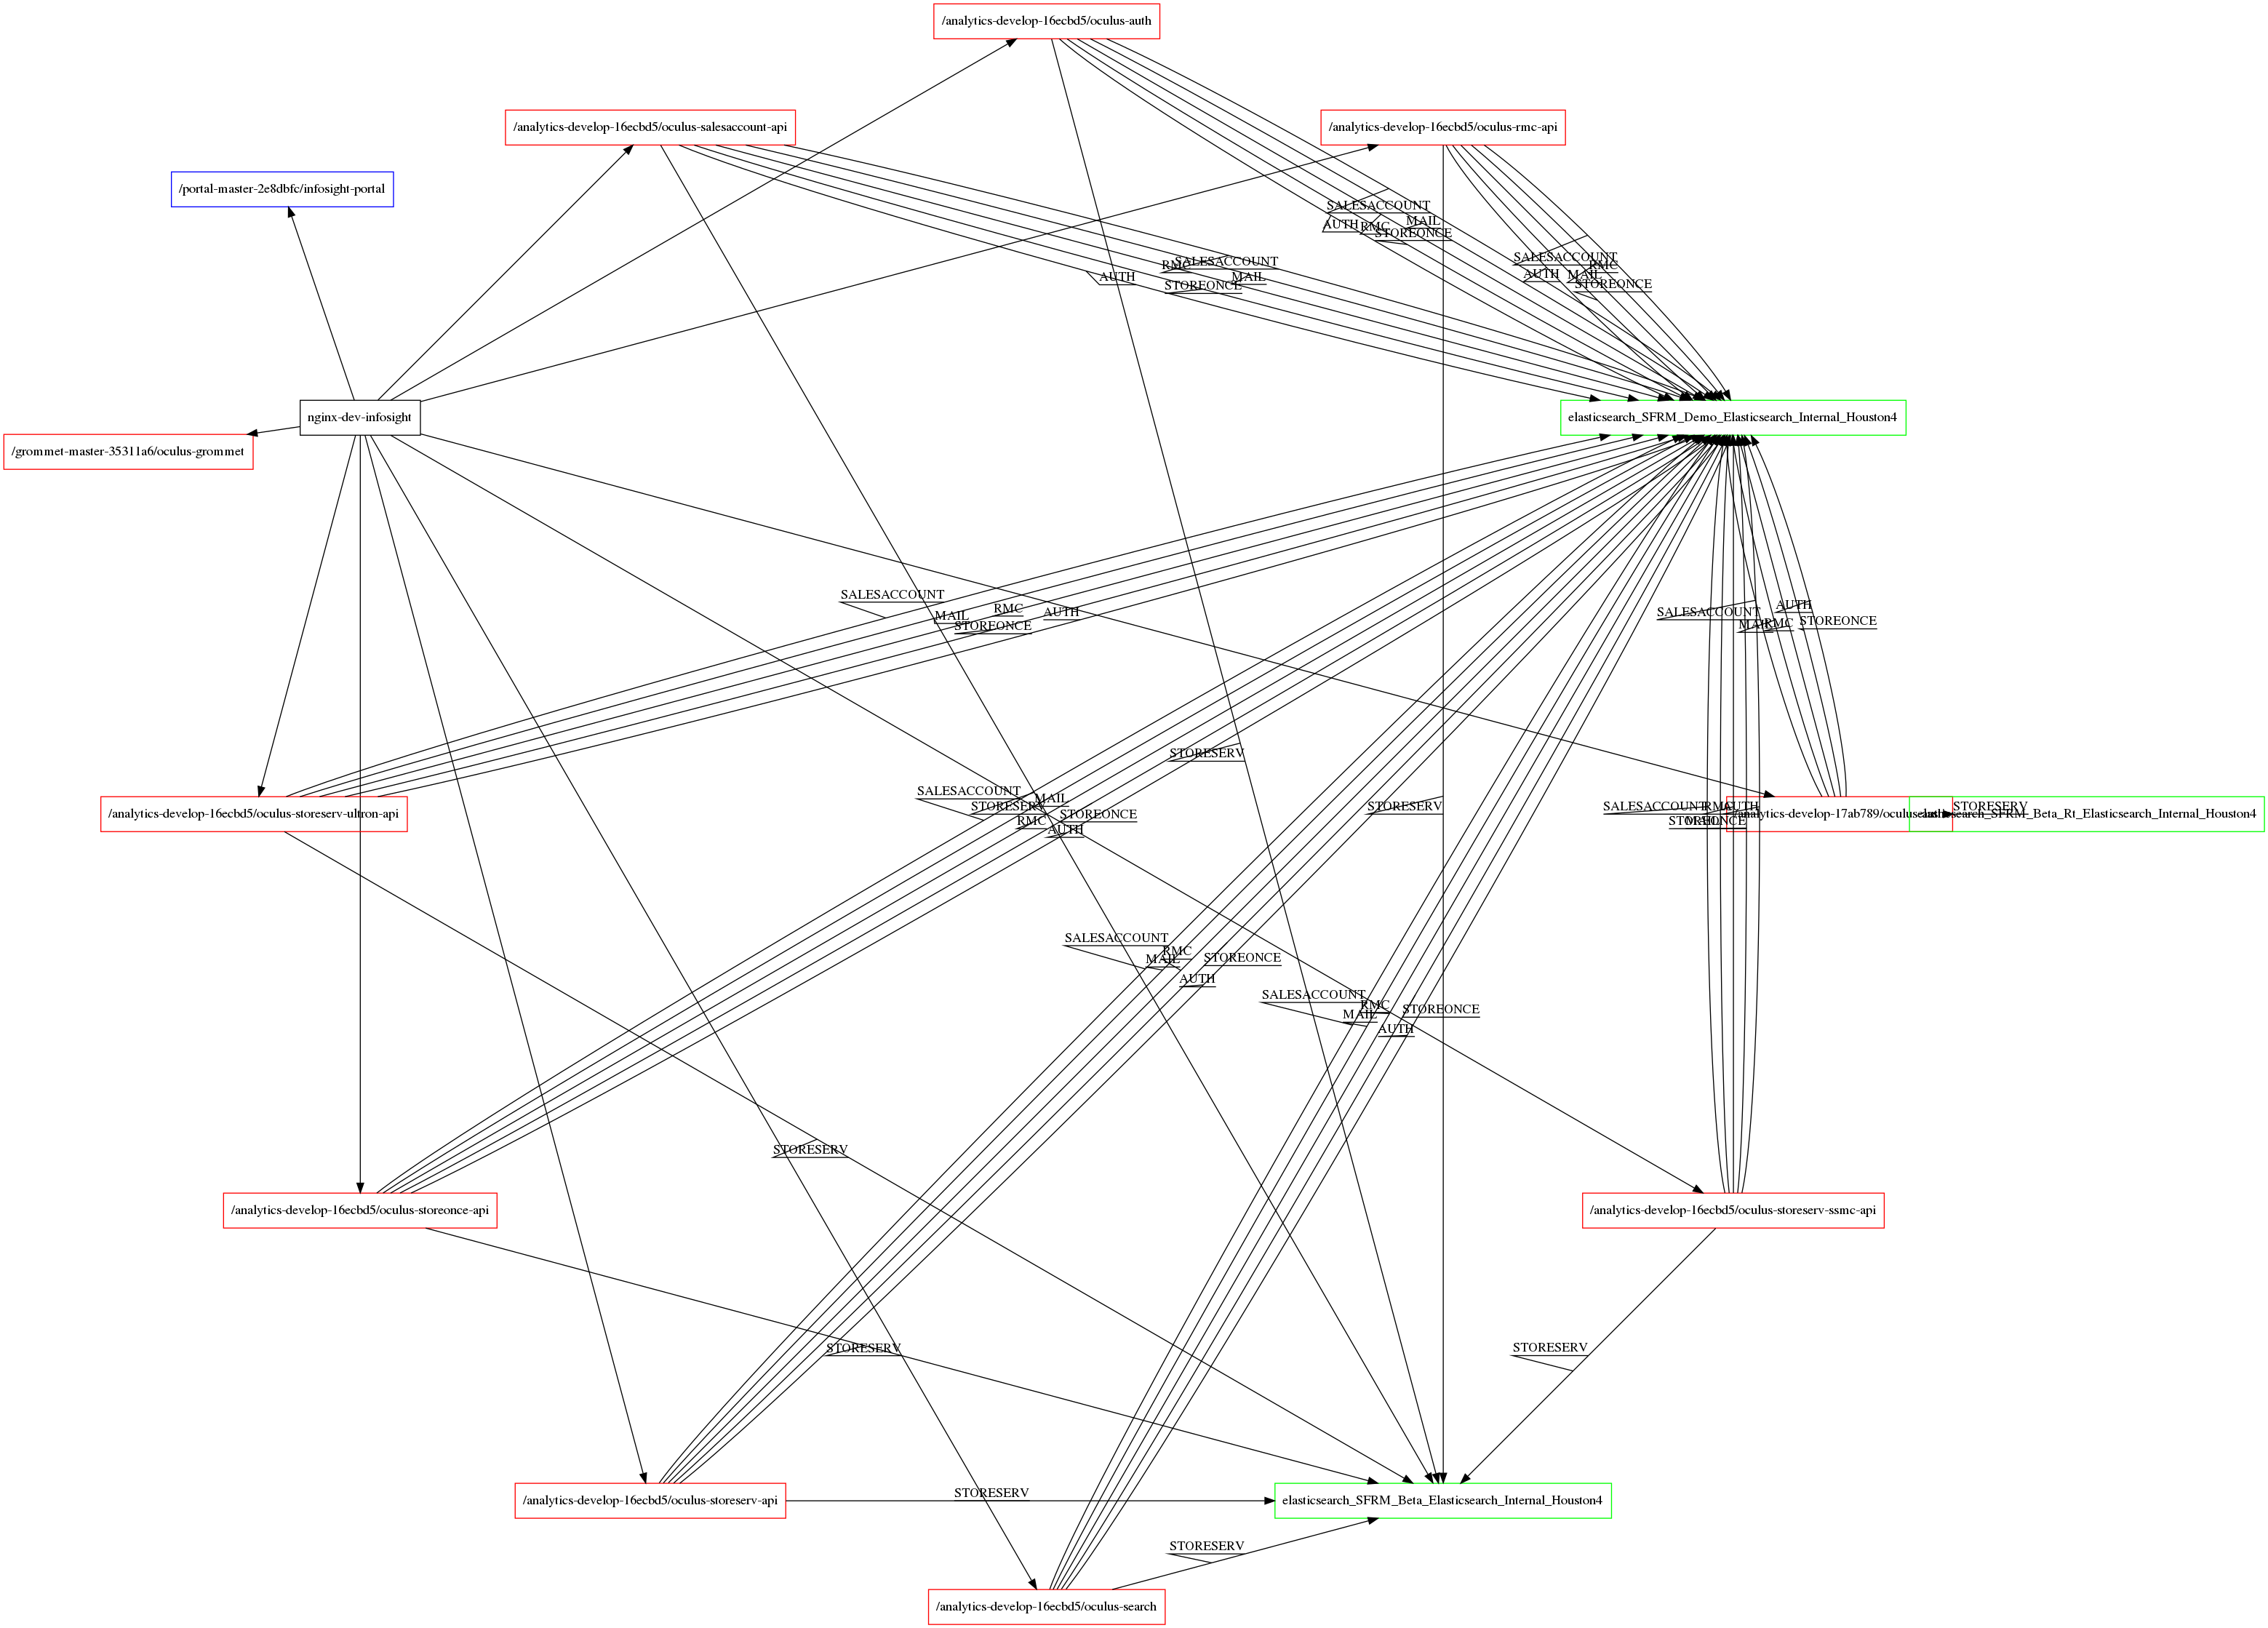 /analytics-develop-16ecbd5/oculus-auth
/analytics-develop-16ecbd5/oculus-salesaccount-api
/analytics-develop-16ecbd5/oculus-rmc-api
/portal-master-2e8dbfc/infosight-portal
SALESACCOUNT
AUTH
RMC
MAIL
STOREONCE
SALESACCOUNT
RMC
AUTH
MAIL
STOREONCE
RMC
SALESACCOUNT
AUTH
MAIL
STOREONCE
nginx-dev-infosight
elasticsearch_SFRM_Demo_Elasticsearch_Internal_Houston4
/grommet-master-35311a6/oculus-grommet
SALESACCOUNT
RMC
MAIL
AUTH
STOREONCE
AUTH
SALESACCOUNT
MAIL
RMC
STOREONCE
STORESERV
SALESACCOUNT
MAIL
STORESERV
STOREONCE
RMC
AUTH
STORESERV
SALESACCOUNT
RMC
AUTH
STORESERV
STOREONCE
MAIL
/analytics-develop-16ecbd5/oculus-storeserv-ultron-api
/analytics-develop-17ab789/oculus
elasticsearch_SFRM_Beta_Rt_Elasticsearch_Internal_Houston4
SALESACCOUNT
RMC
MAIL
STOREONCE
AUTH
SALESACCOUNT
RMC
MAIL
STOREONCE
AUTH
STORESERV
/analytics-develop-16ecbd5/oculus-storeonce-api
/analytics-develop-16ecbd5/oculus-storeserv-ssmc-api
STORESERV
STORESERV
/analytics-develop-16ecbd5/oculus-storeserv-api
STORESERV
elasticsearch_SFRM_Beta_Elasticsearch_Internal_Houston4
STORESERV
/analytics-develop-16ecbd5/oculus-search